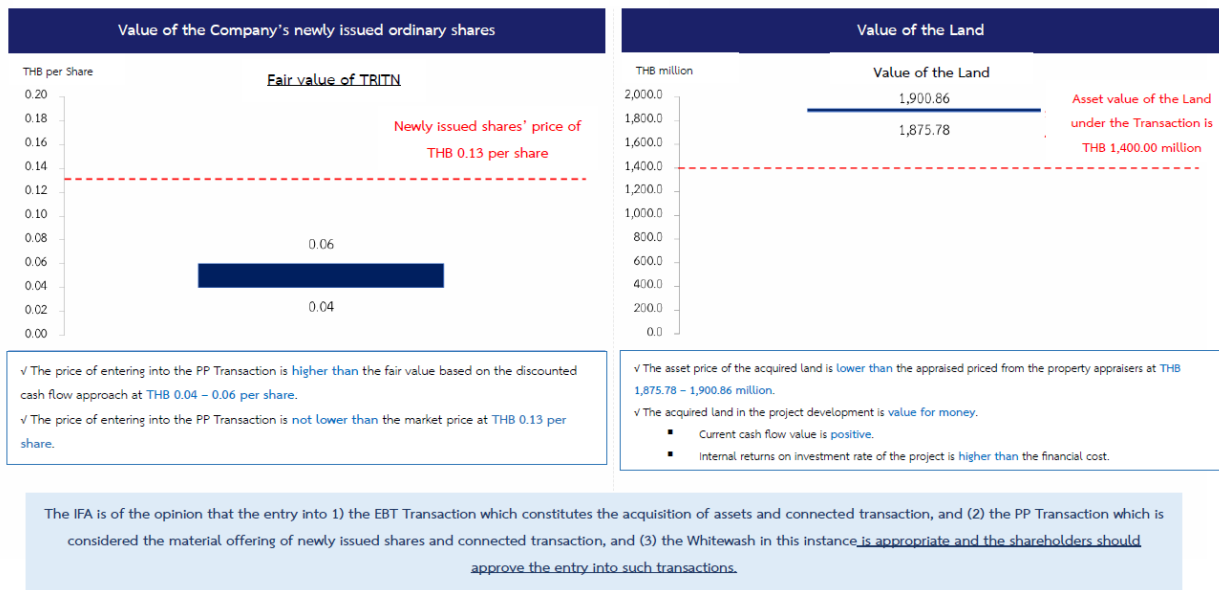 Value of the Company's newly issued ordinary shares
THB per Share
Fair value of TRITN
0.20
0.18
0.16
0.14
0.12
0.10
0.08
0.06
0.04
0.02
0.00
Newly issued shares' price of
THB 0.13 per share
0.06
0.04
√ The price of entering into the PP Transaction is higher than the fair value based on the discounted
cash flow approach at THB 0.04 – 0.06 per share.
√ The price of entering into the PP Transaction is not lower than the market price at THB 0.13 per
share.
Value of the Land
THB million
Value of the Land
2,000.0
1,800.0
1,600.0
1,400.0
1,200.0
1,000.0
800.0
600.0
400.0
200.0
0.0
1,900.86
1,875.78
Asset value of the Land
under the Transaction is
THB 1,400.00 million
√ The asset price of the acquired land is lower than the appraised priced from the property appraisers at THB
1,875.78 – 1,900.86 million.
√ The acquired land in the project development is value for money.
▪ Current cash flow value is positive.
▪ Internal returns on investment rate of the project is higher than the financial cost.
The IFA is of the opinion that the entry into 1) the EBT Transaction which constitutes the acquisition of assets and connected transaction, and (2) the PP Transaction which is
considered the material offering of newly issued shares and connected transaction, and (3) the Whitewash in this instance is appropriate and the shareholders should
approve the entry into such transactions.